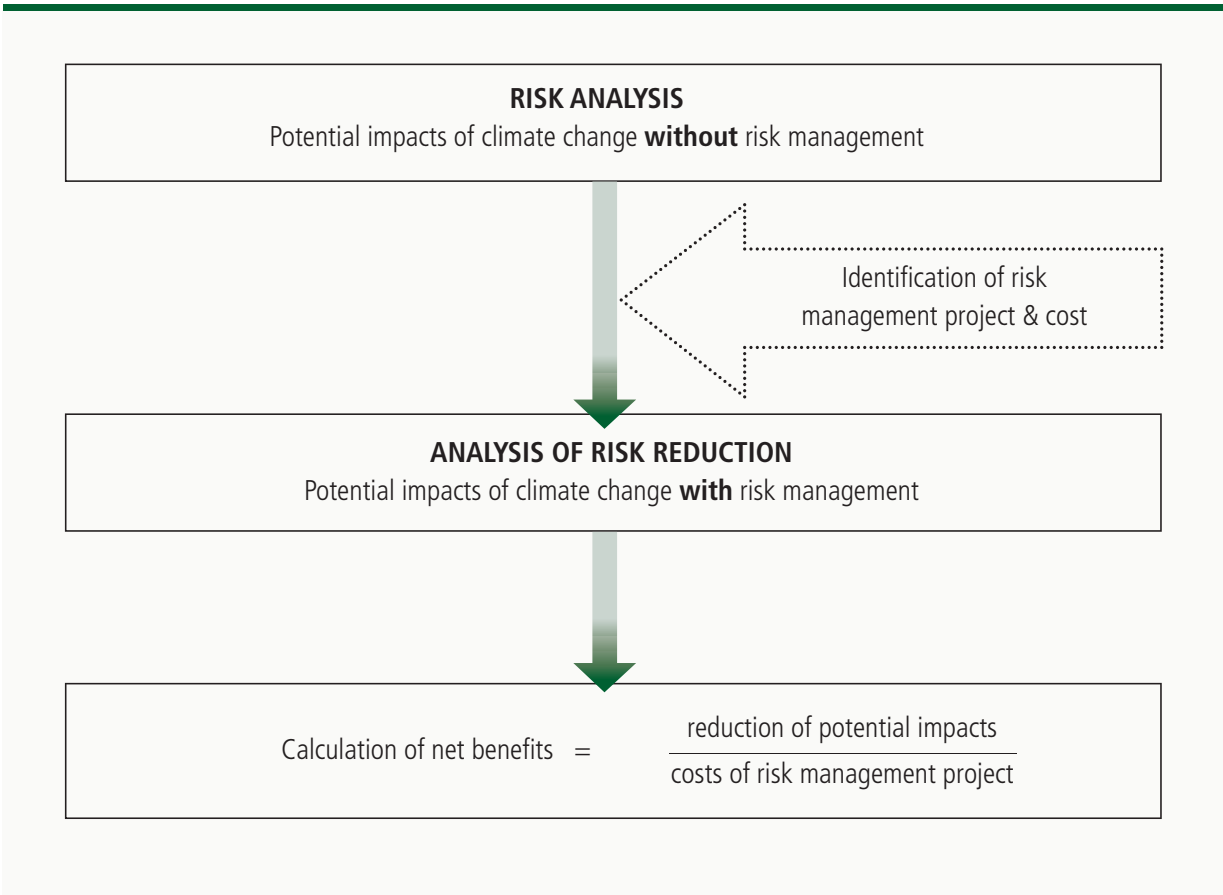 RISK ANALYSIS
Potential impacts of climate change without risk management
Identification of risk
management project & cost
ANALYSIS OF RISK REDUCTION
Potential impacts of climate change with risk management
Calculation of net benefits =
reduction of potential impacts
costs of risk management project